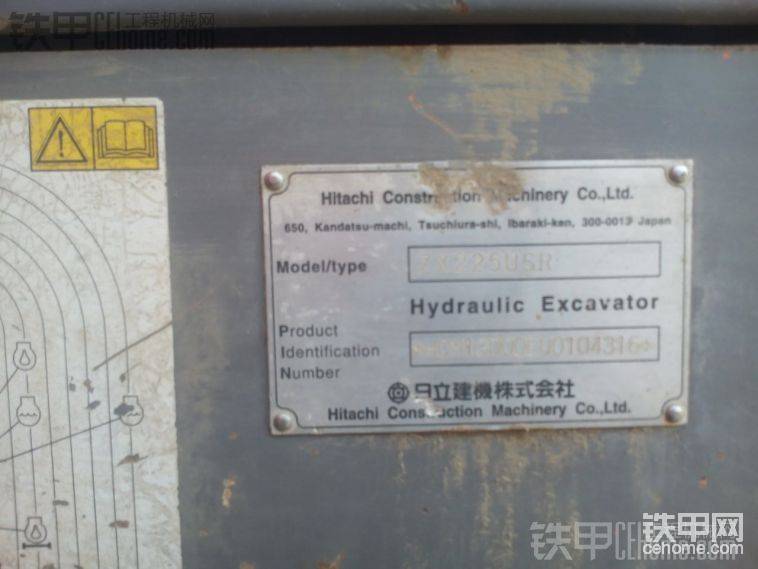 铁甲 工程机械网
CEhome.com
Hitachi Construction Machinery Co.,Ltd.
650, Kandatsu-machi, Tsuchiura-shi, Ibaraki-ken, 300-0013 Japan
Model/type ZX225USR
Hydraulic Excavator
Product
Identification
Number
日立建機株式会社
Hitachi Construction Machinery Co.,Ltd.
铁甲网
cehome.com